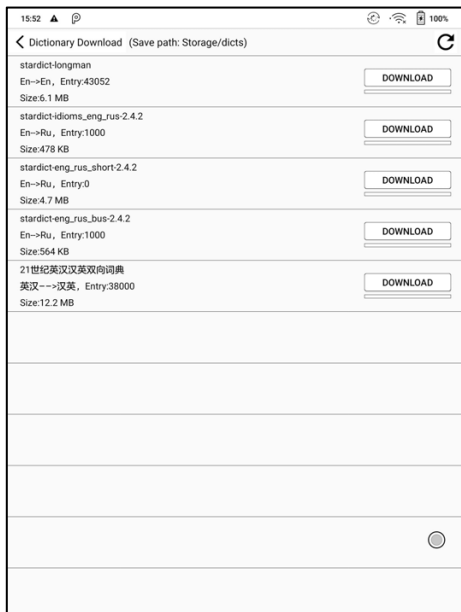 15:52 100%
Dictionary Download (Save path: Storage/dicts)
stardict-longman
En-->En, Entry:43052
DOWNLOAD
Size:6.1 MB
stardict-idioms_eng_rus-2.4.2
En-->Ru, Entry:1000
DOWNLOAD
Size:478 KB
stardict-eng_rus_short-2.4.2
En-->Ru, Entry:0
DOWNLOAD
Size:4.7 MB
stardict-eng_rus_bus-2.4.2
En-->Ru, Entry:1000
DOWNLOAD
Size:564 KB
21世纪英汉汉英双向词典
英汉-->汉英, Entry:38000
DOWNLOAD
Size:12.2 MB